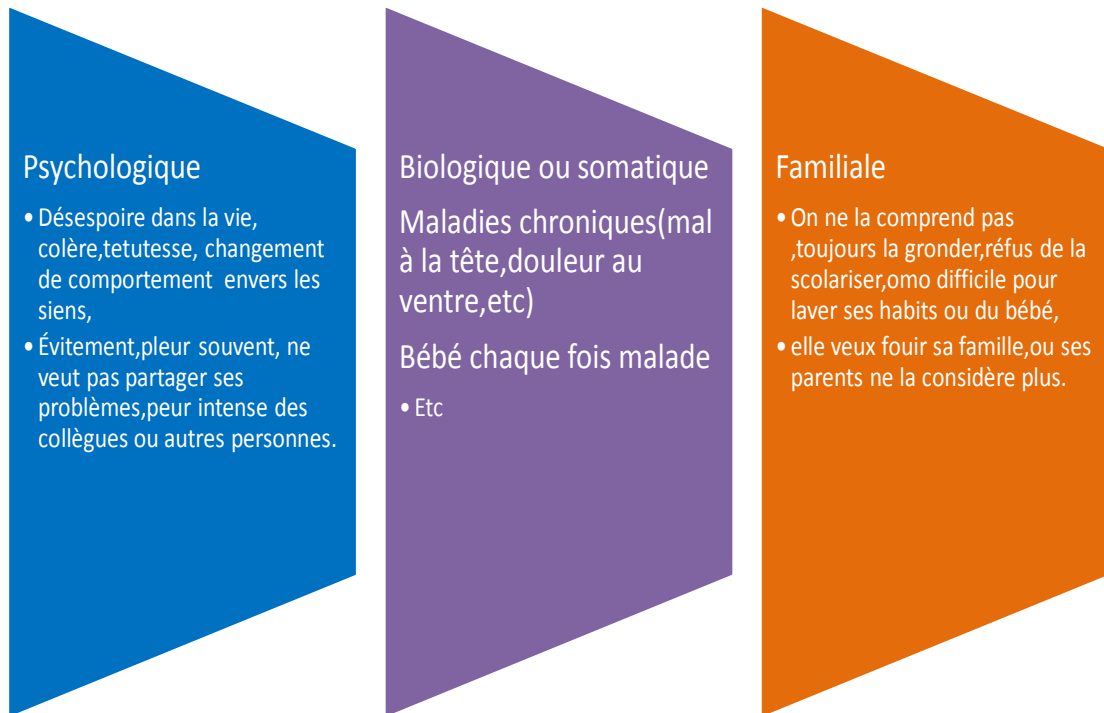 Psychologique
• Désespoire dans la vie,
colère,tetutesse, changement
de comportement envers les
siens,
• Évitement,pleur souvent, ne
veut pas partager ses
problèmes,peur intense des
collègues ou autres personnes.
Biologique ou somatique
Maladies chroniques(mal
à la tête,douleur au
ventre,etc)
Bébé chaque fois malade
• Etc
Familiale
• On ne la comprend pas
,toujours la gronder,réfus de la
scolariser,omo difficile pour
laver ses habits ou du bébé,
• elle veux fouir sa famille,ou ses
parents ne la considère plus.